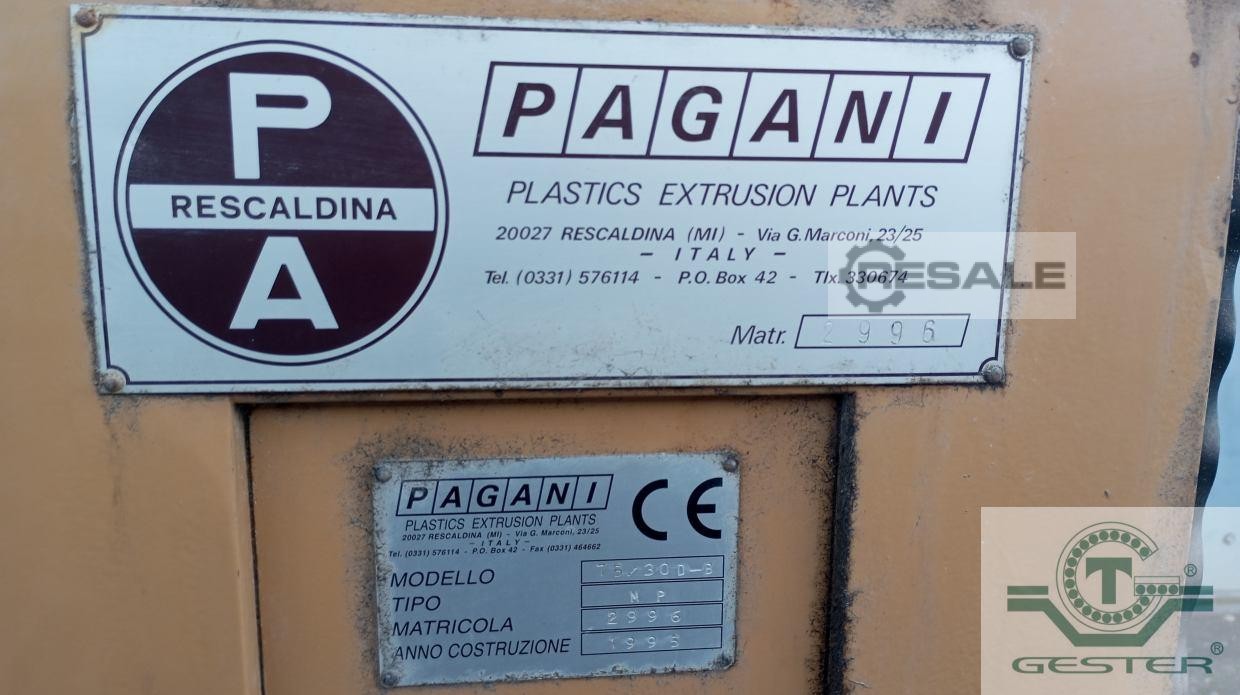 P
RESCALDINA
A
PAGANI
PLASTICS EXTRUSION PLANTS
20027 RESCALDINA (MI) - Via G. Marconi, 23/25
- ITALY -
Tel. (0331) 576114 - P.O. Box 42 - Tlx. 330674
RESALE
Matr. 2996
PAGANI
CE
PLASTICS EXTRUSION PLANTS
20027 RESCALDINA (MI) - Via G. Marconi, 23/25
- ITALY -
Tel. (0331) 576114 - P.O. Box 42 - Fax (0331) 464662
MODELLO
TIPO MP
MATRICOLA 2996
ANNO COSTRUZIONE
GT ®
GESTER ®